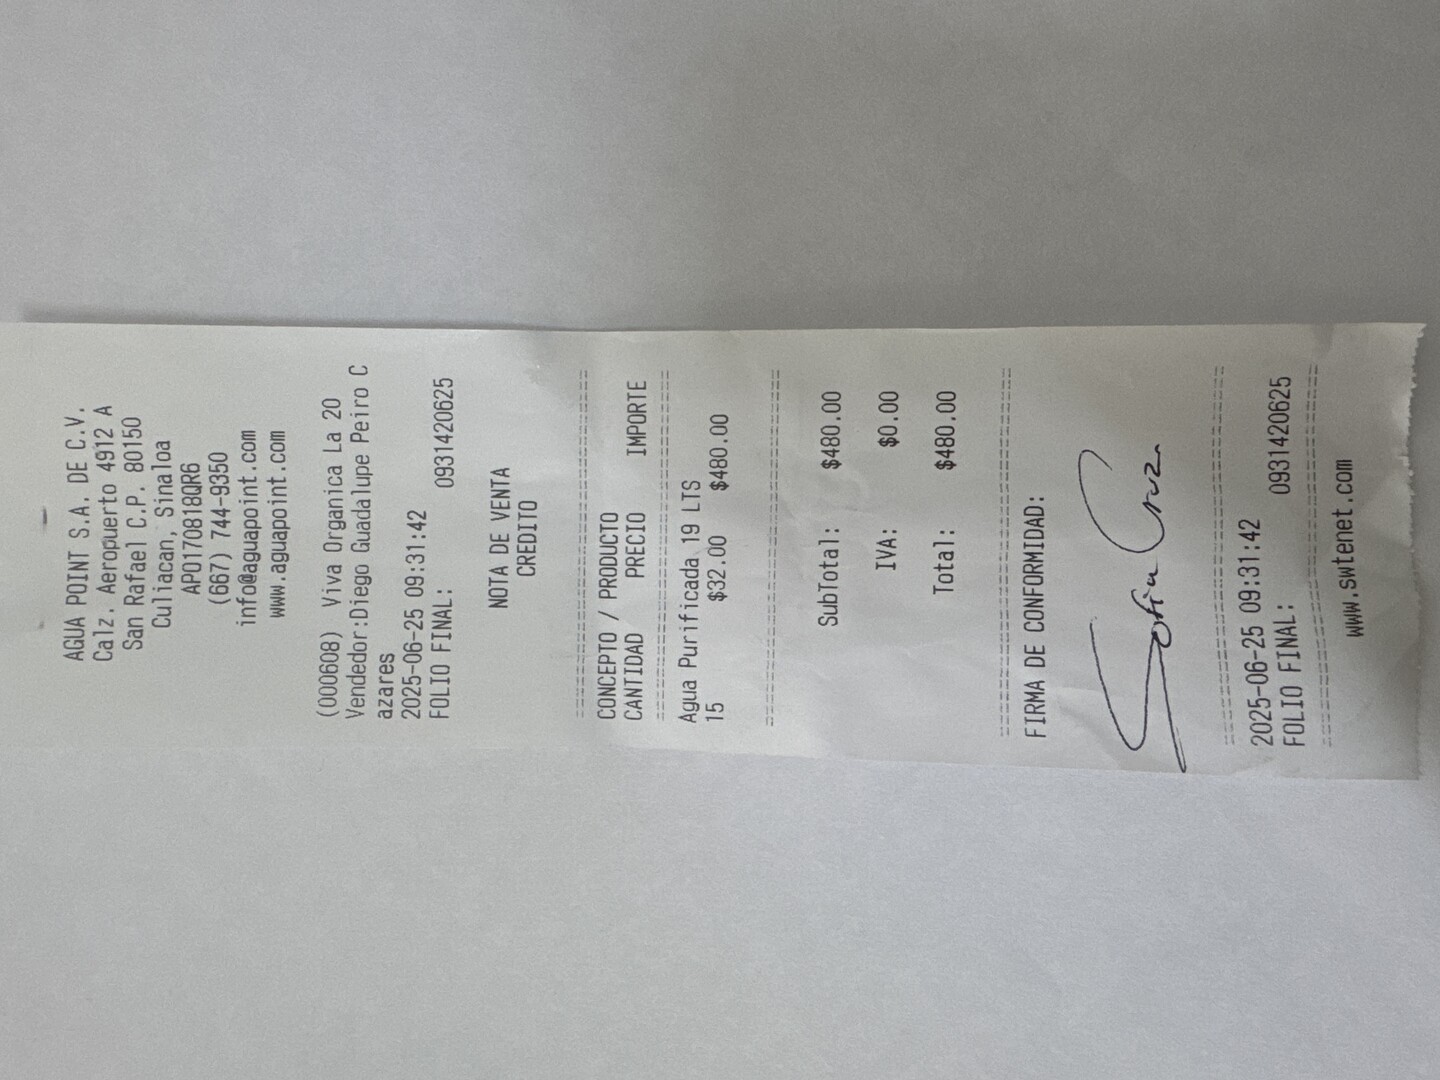 AGUA POINT S.A. DE C.V.
Calz. Aeropuerto 4912 A
San Rafael C.P. 80150
Culiacan, Sinaloa
APO170818QR6
(667) 744-9350
info@aguapoint.com
www.aguapoint.com
(000608) Viva Organica La 20
Vendedor:Diego Guadalupe Peiro C
azares
2025-06-25 09:31:42
FOLIO FINAL: 0931420625
NOTA DE VENTA
CREDITO
CONCEPTO / PRODUCTO
CANTIDAD PRECIO IMPORTE
Agua Purificada 19 LTS
15 $32.00 $480.00
SubTotal: $480.00
IVA: $0.00
Total: $480.00
FIRMA DE CONFORMIDAD:
Sofia Cruz
2025-06-25 09:31:42
FOLIO FINAL: 0931420625
www.swtenet.com